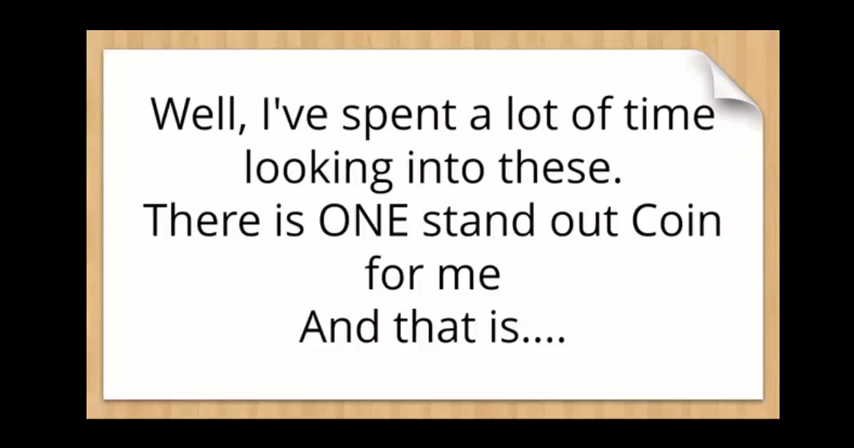 Well, I've spent a lot of time
looking into these.
There is ONE stand out Coin
for me
And that is....